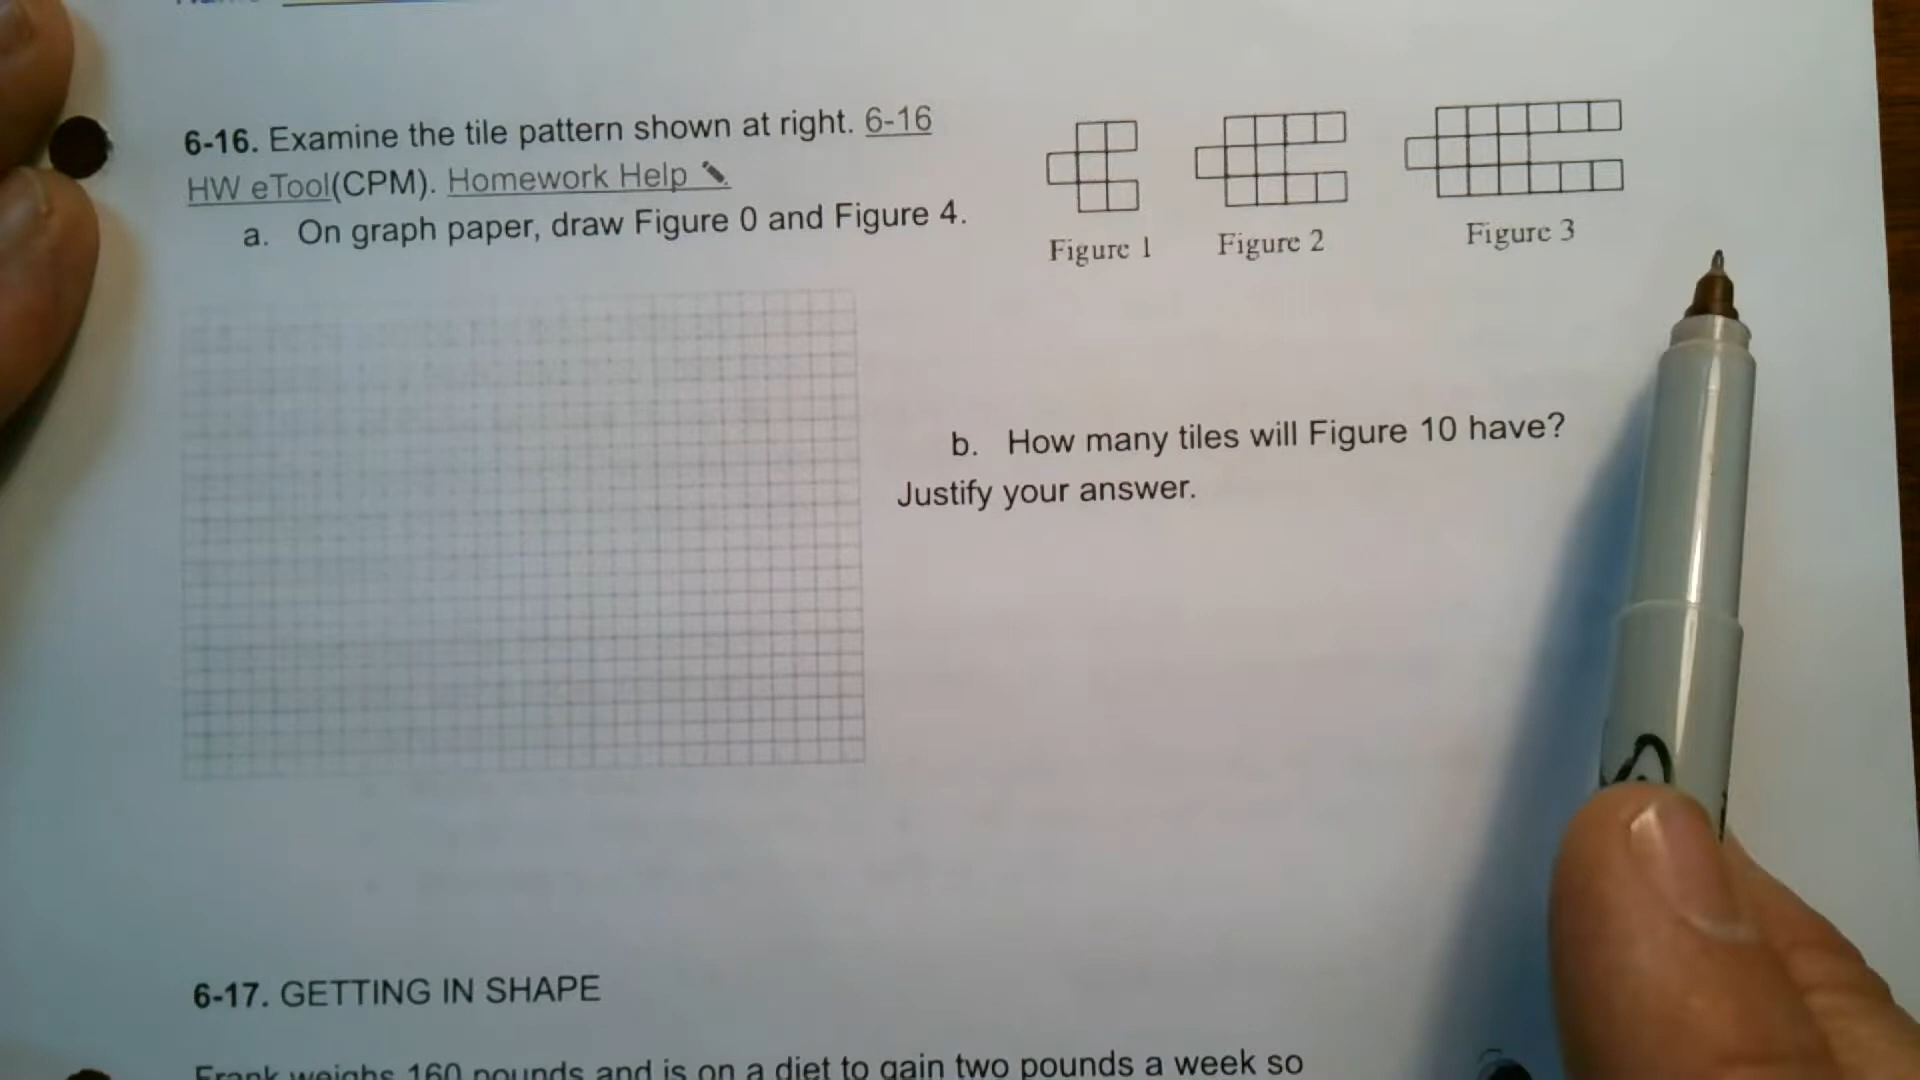 6-16. Examine the tile pattern shown at right. 6-16
HW eTool(CPM). Homework Help
a. On graph paper, draw Figure 0 and Figure 4.
Figure 1
Figure 2
Figure 3
b. How many tiles will Figure 10 have?
Justify your answer.
6-17. GETTING IN SHAPE
Frank weighs 160 pounds and is on a diet to gain two pounds a week so